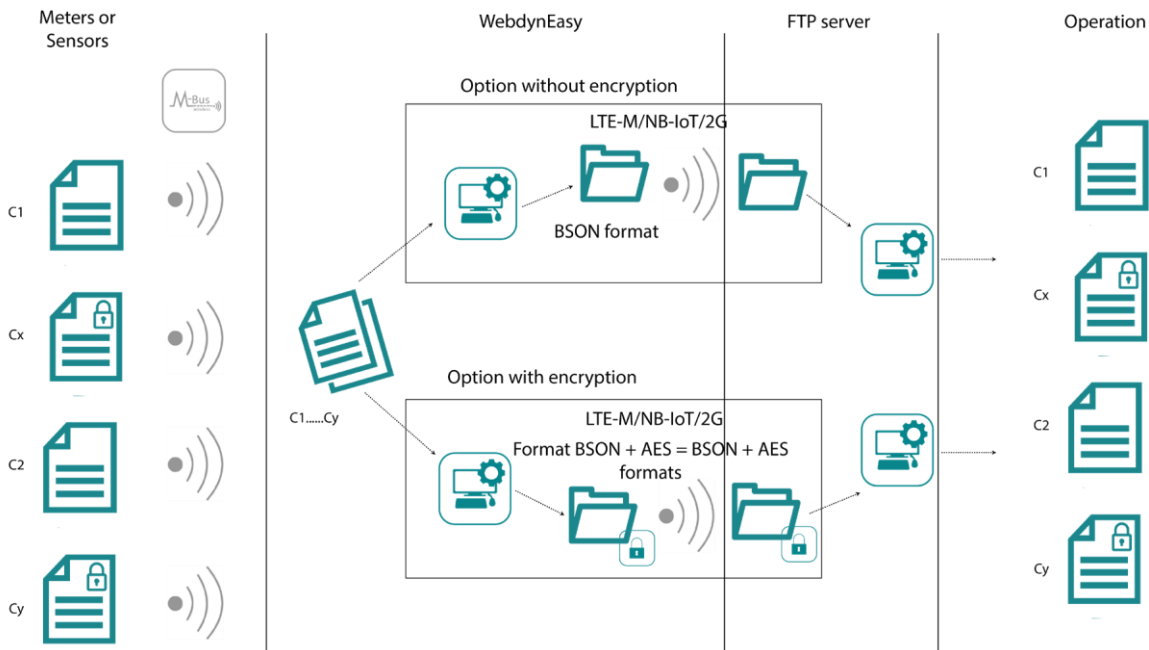 Meters or
Sensors
WebdynEasy
FTP server
Operation
M-Bus
Option without encryption
LTE-M/NB-IoT/2G
BSON format
C1
Cx
C2
Cy
C1......Cy
Option with encryption
LTE-M/NB-IoT/2G
Format BSON + AES = BSON + AES
formats
C1
Cx
C2
Cy